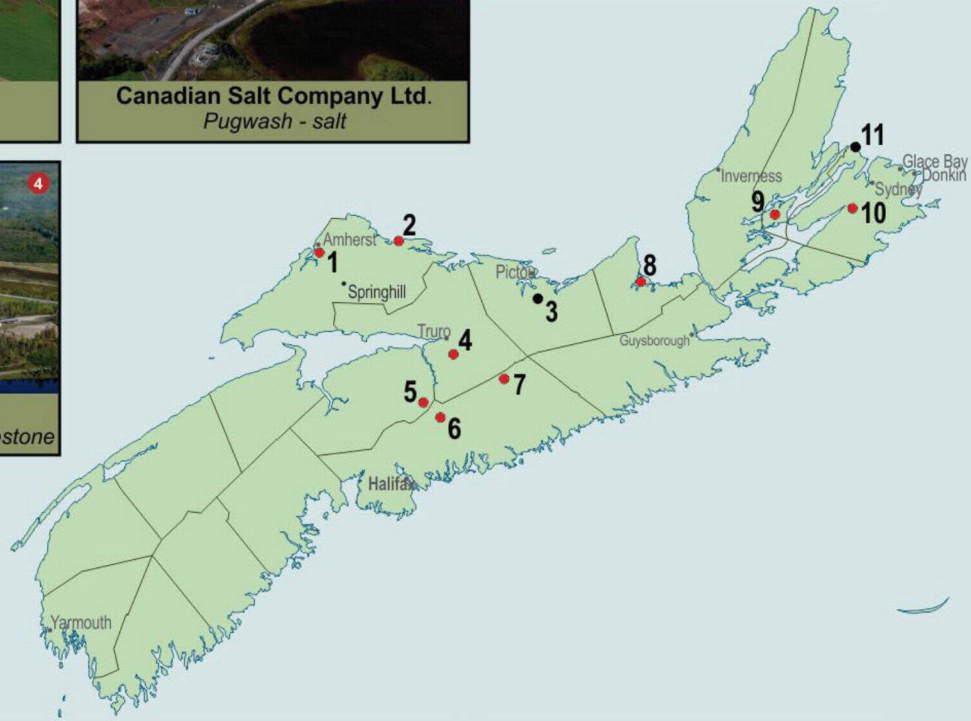 Canadian Salt Company Ltd.
Pugwash - salt
4
estone
11
Glace Bay
Donkin
Inverness
Sydney
9
10
2
Amherst
1
8
Pictou
Springhill
3
Truro
4
Guysborough
7
5
6
Halifax
Yarmouth